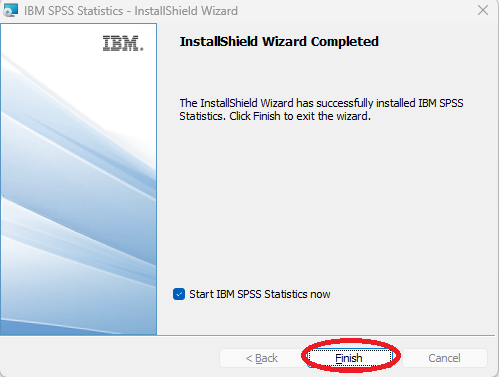 IBM SPSS Statistics - InstallShield Wizard
IBM.
InstallShield Wizard Completed
The InstallShield Wizard has successfully installed IBM SPSS
Statistics. Click Finish to exit the wizard.
Start IBM SPSS Statistics now
< Back Finish Cancel